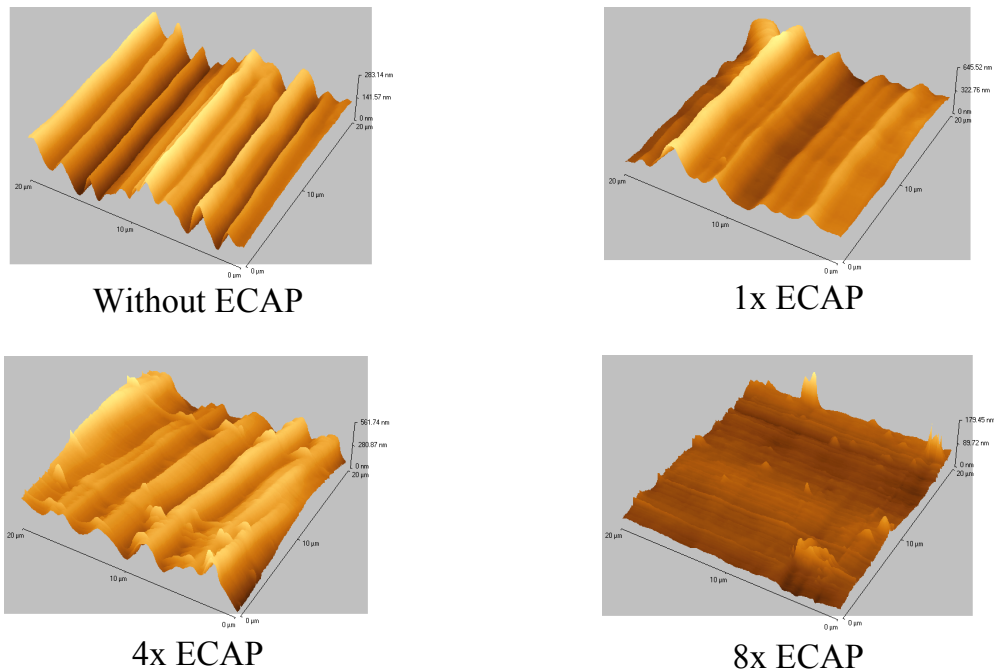 283.14 nm
141.57 nm
0 nm
20 µm
20 µm
10 µm
10 µm
0 µm
0 µm
Without ECAP
645.52 nm
322.76 nm
0 nm
20 µm
20 µm
10 µm
10 µm
0 µm
0 µm
1x ECAP
561.74 nm
280.87 nm
0 nm
20 µm
20 µm
10 µm
10 µm
0 µm
0 µm
4x ECAP
179.45 nm
89.72 nm
0 nm
20 µm
20 µm
10 µm
10 µm
0 µm
0 µm
8x ECAP